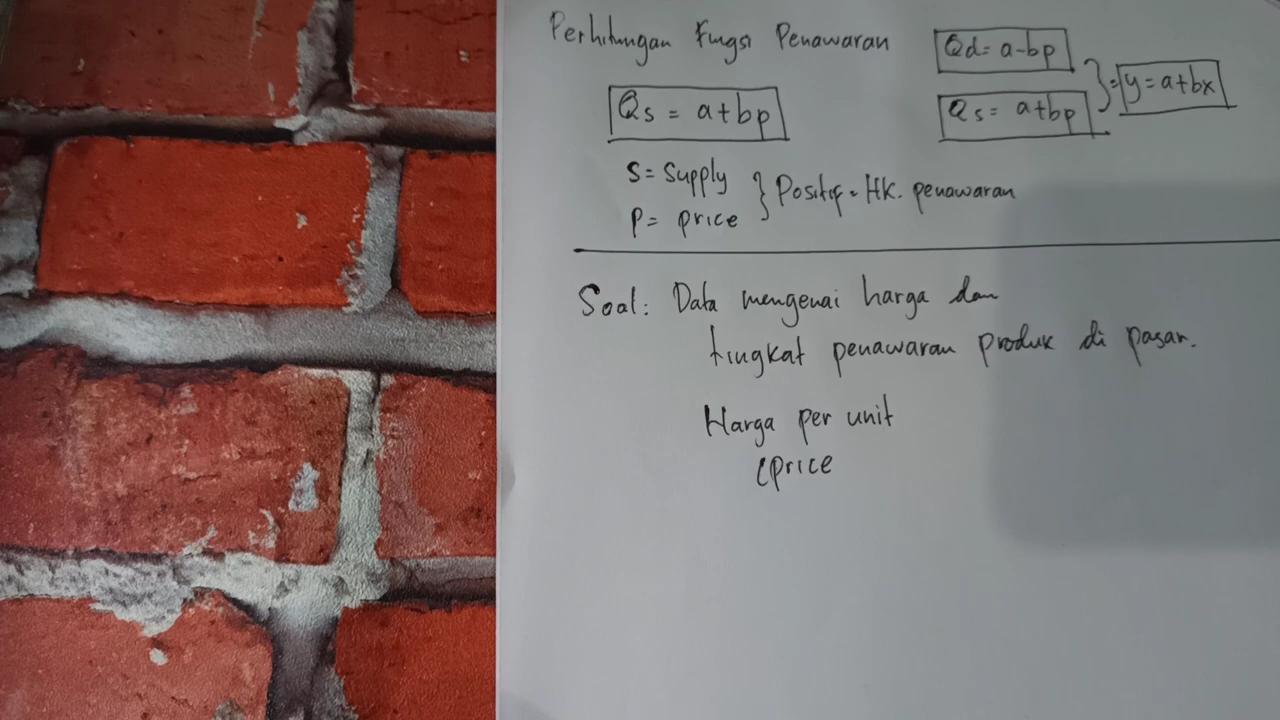 Perhitungan Fungsi Penawaran
Qs = a+bp
Qd = a-bp
Qs = a+bp
} = y = a+bx
S = Supply
P = price
} Positif = Hk. penawaran
Soal: Data mengenai harga dan
tingkat penawaran produk di pasar.
Harga per unit
(price